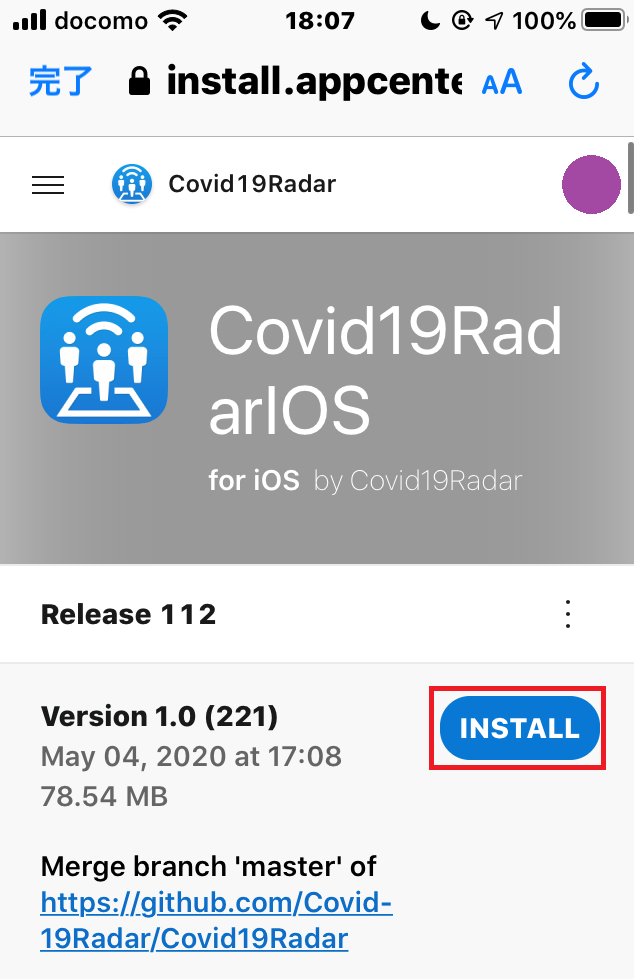 docomo 18:07 100%
完了 install.appcente AA
Covid19Radar
Covid19Rad
arIOS
for iOS by Covid19Radar
Release 112
Version 1.0 (221)
INSTALL
May 04, 2020 at 17:08
78.54 MB
Merge branch 'master' of
https://github.com/Covid-
19Radar/Covid19Radar